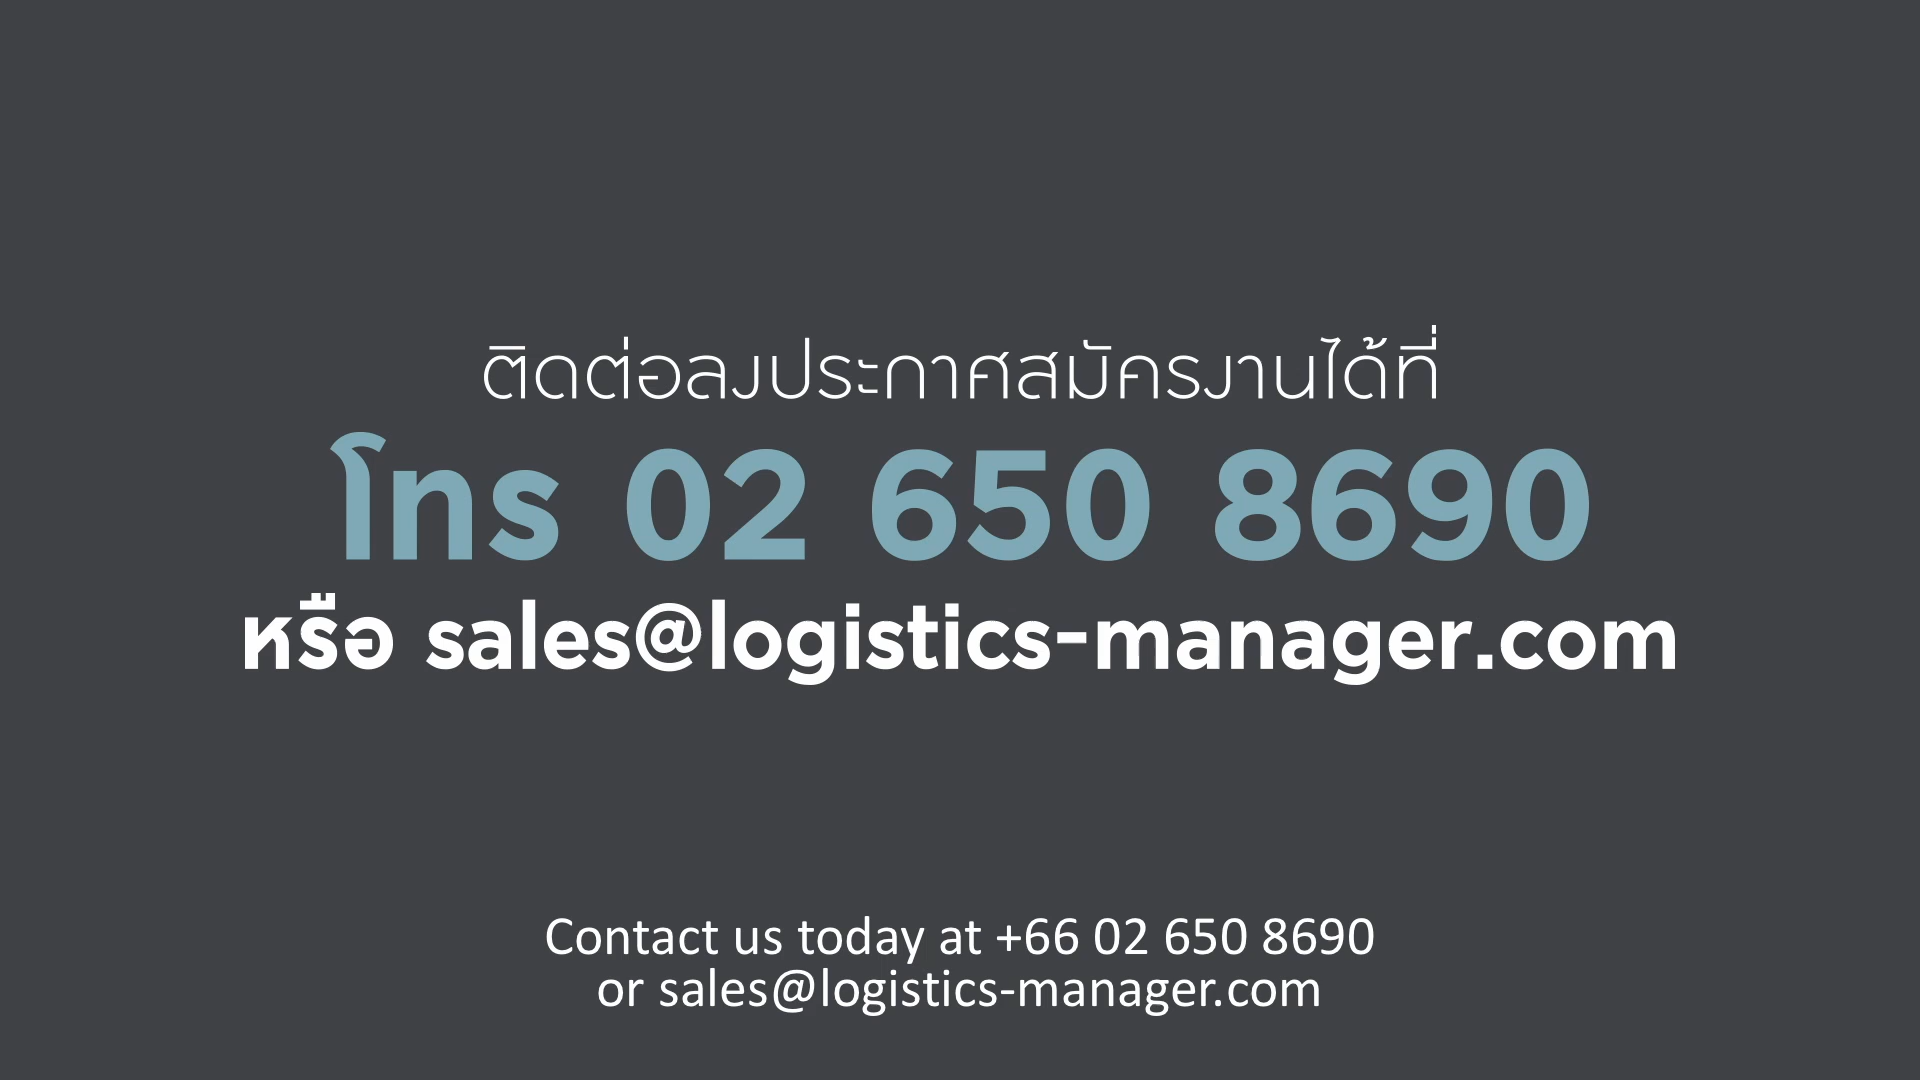 ติดต่อลงประกาศสมัครงานได้ที่
โทร 02 650 8690
หรือ sales@logistics-manager.com
Contact us today at +66 02 650 8690
or sales@logistics-manager.com